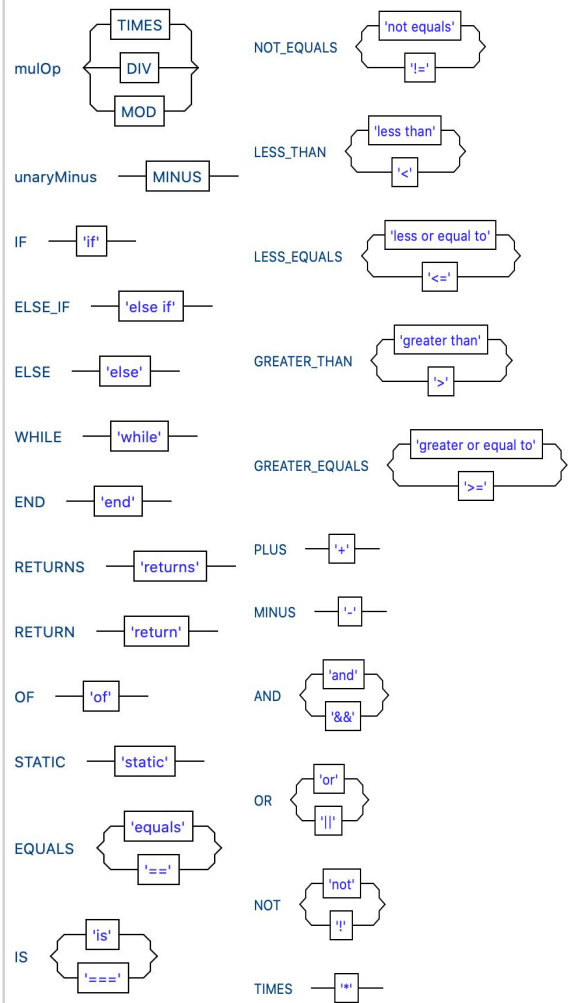 mulOp
TIMES
DIV
MOD
unaryMinus MINUS
IF 'if'
ELSE_IF 'else if'
ELSE 'else'
WHILE 'while'
END 'end'
RETURNS 'returns'
RETURN 'return'
OF 'of'
STATIC 'static'
EQUALS
'equals'
'=='
IS
'is'
'==='
NOT_EQUALS
'not equals'
'!='
LESS_THAN
'less than'
'<'
LESS_EQUALS
'less or equal to'
'<='
GREATER_THAN
'greater than'
'>'
GREATER_EQUALS
'greater or equal to'
'>='
PLUS '+'
MINUS '-'
AND
'and'
'&&'
OR
'or'
'||'
NOT
'not'
'!'
TIMES '*'